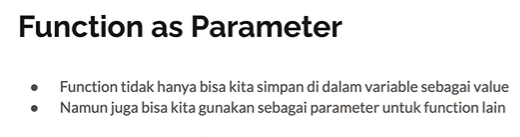 Function as Parameter
● Function tidak hanya bisa kita simpan di dalam variable sebagai value
● Namun juga bisa kita gunakan sebagai parameter untuk function lain